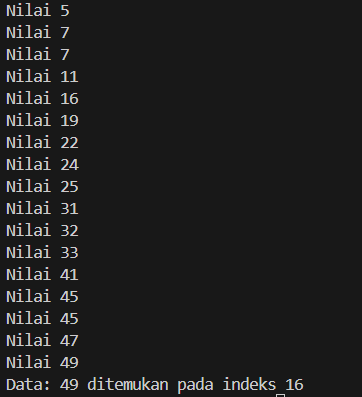 Nilai 5
Nilai 7
Nilai 7
Nilai 11
Nilai 16
Nilai 19
Nilai 22
Nilai 24
Nilai 25
Nilai 31
Nilai 32
Nilai 33
Nilai 41
Nilai 45
Nilai 45
Nilai 47
Nilai 49
Data: 49 ditemukan pada indeks 16